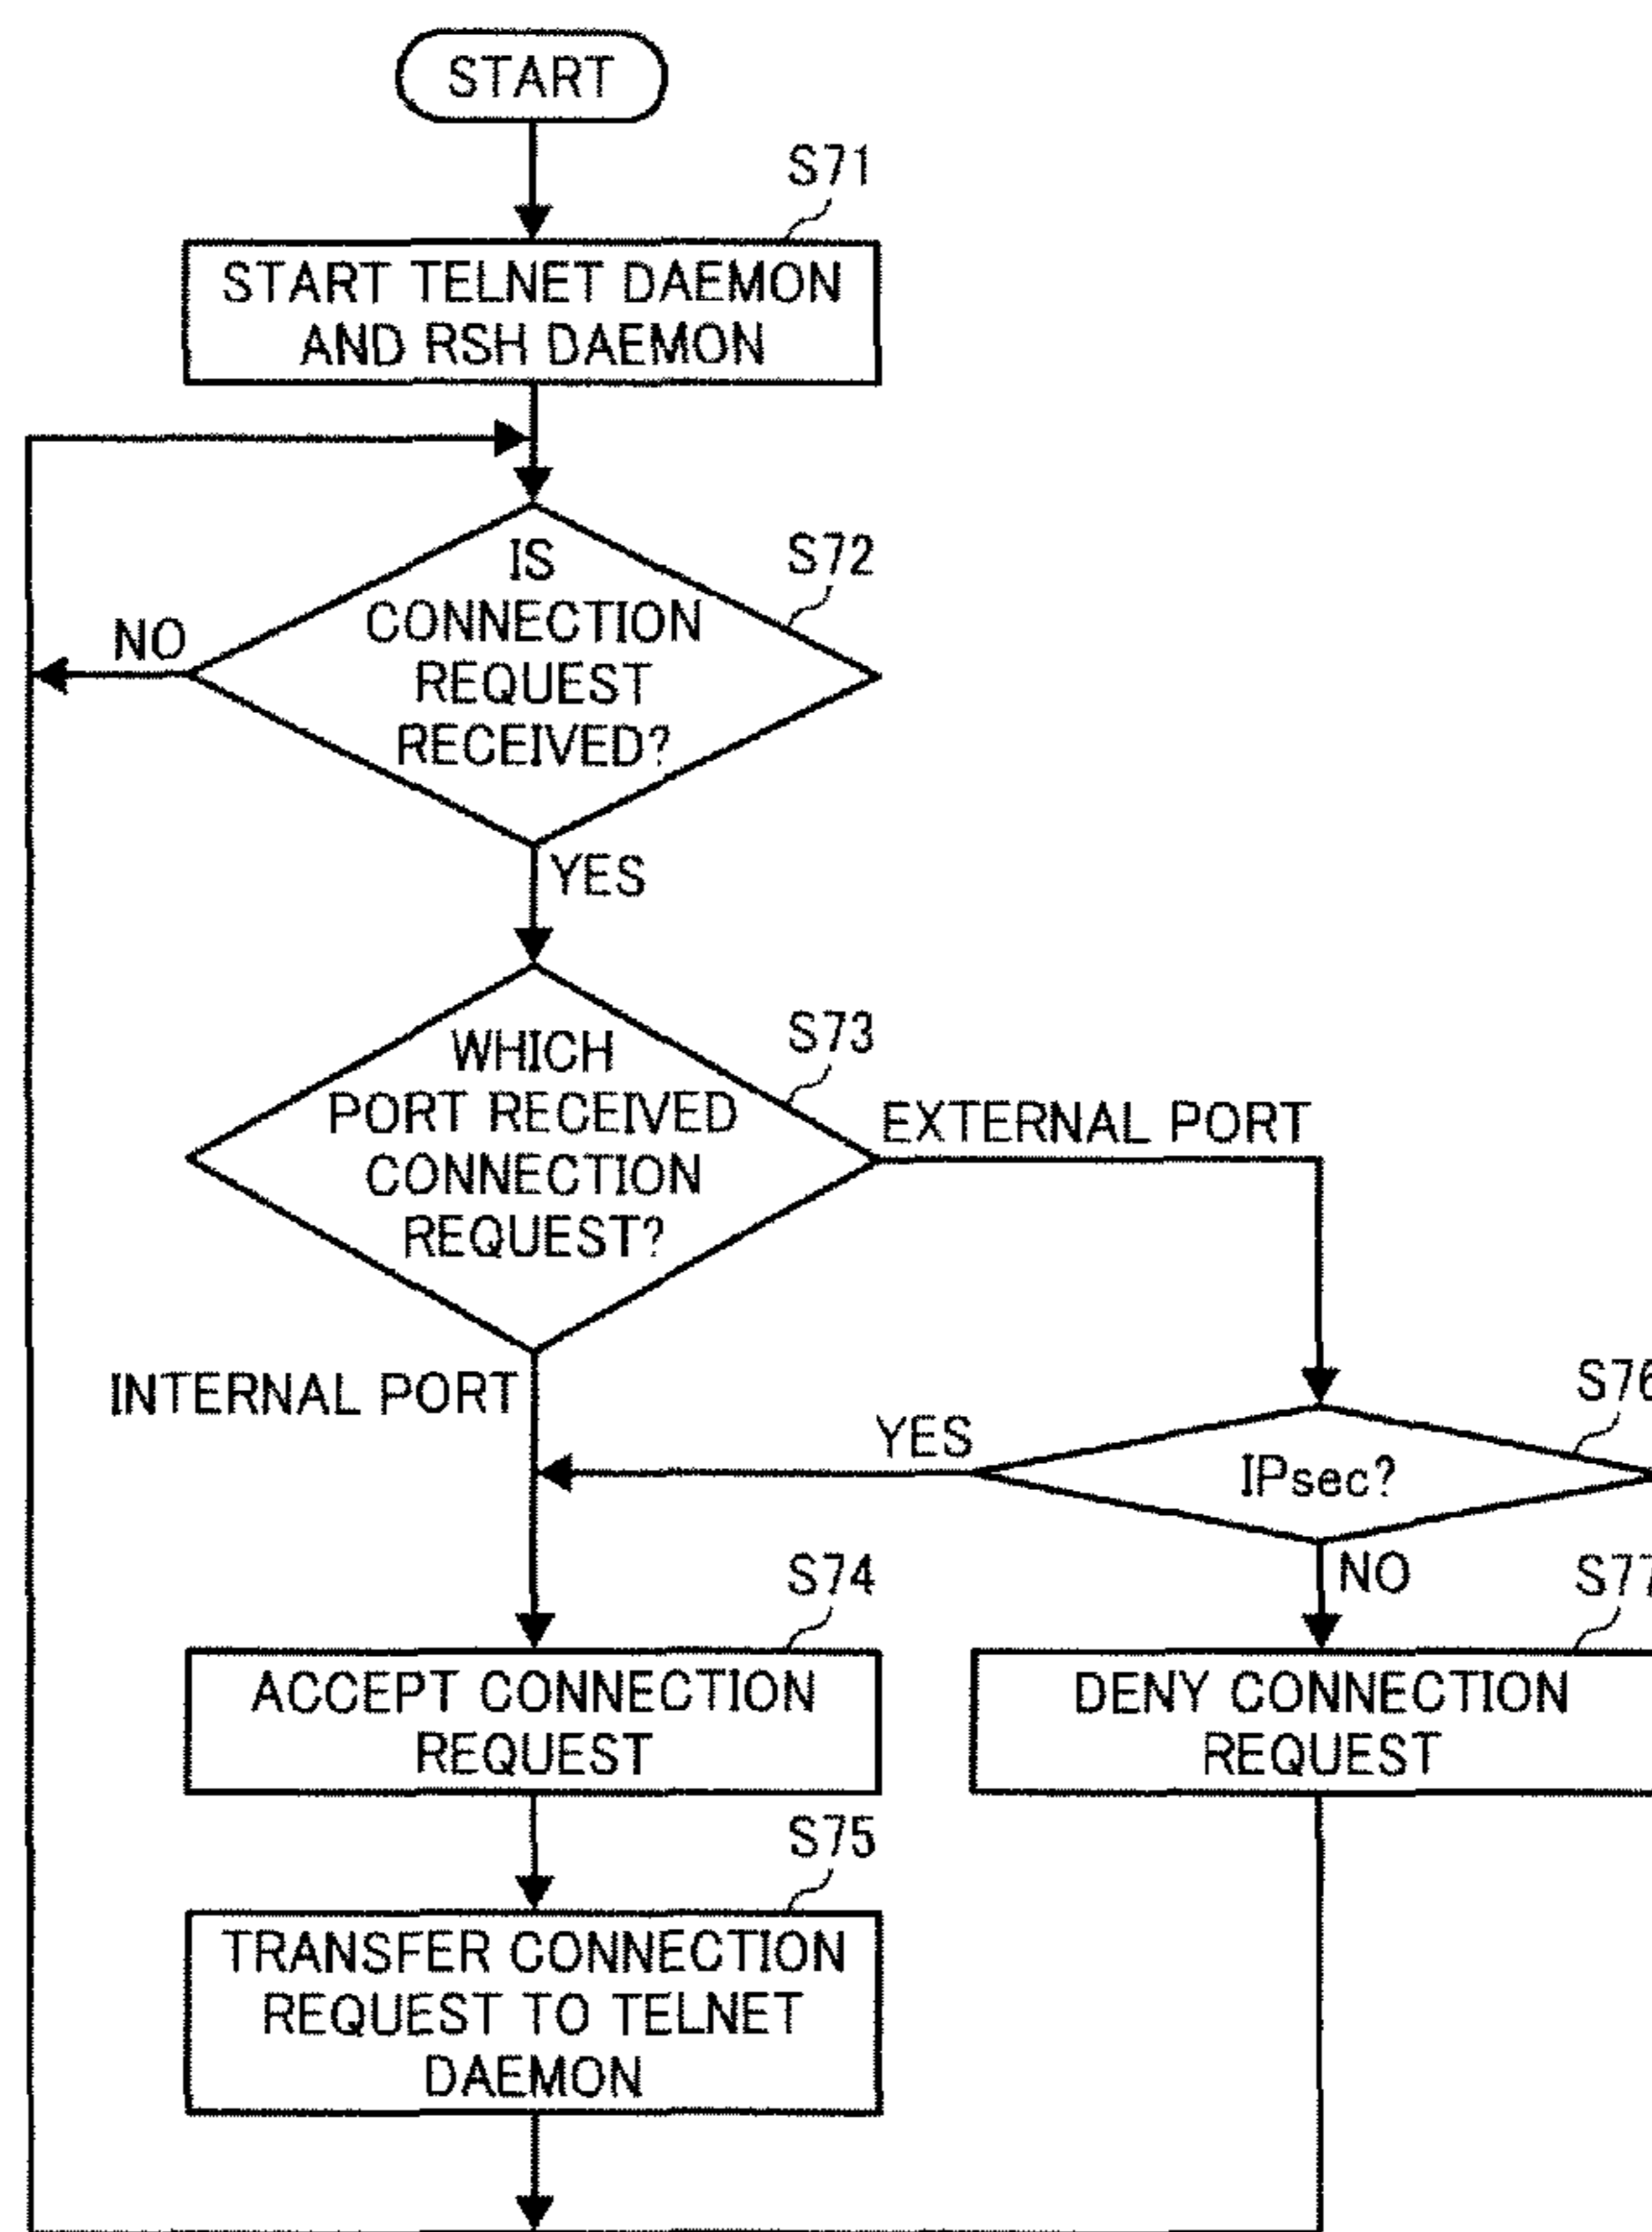 START
S71
START TELNET DAEMON
AND RSH DAEMON
S72
IS
CONNECTION
REQUEST
RECEIVED?
NO
YES
S73
WHICH
PORT RECEIVED
CONNECTION
REQUEST?
EXTERNAL PORT
INTERNAL PORT
S76
IPsec?
YES
NO
S74
ACCEPT CONNECTION
REQUEST
S77
DENY CONNECTION
REQUEST
S75
TRANSFER CONNECTION
REQUEST TO TELNET
DAEMON